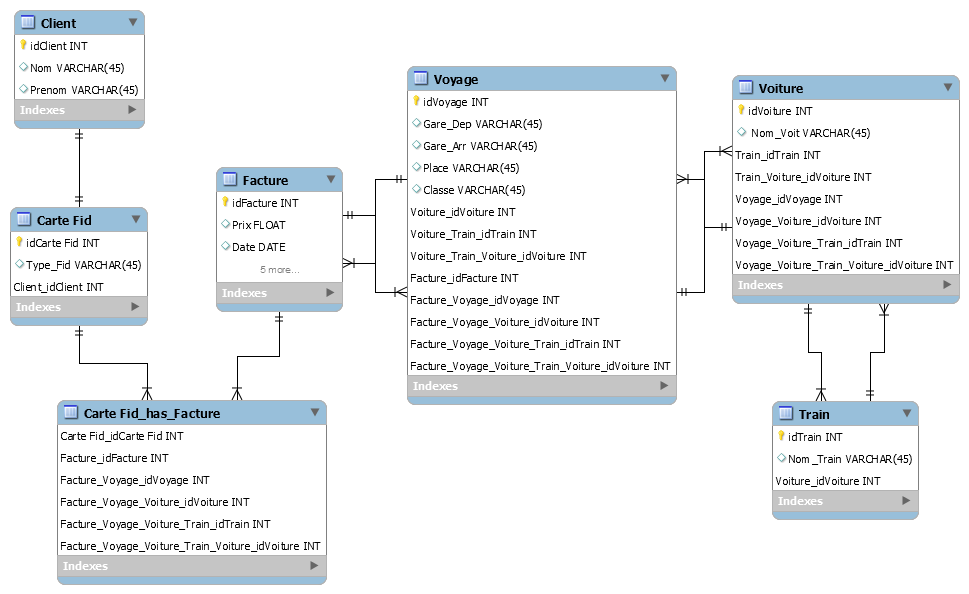 Client
idClient INT
Nom VARCHAR(45)
Prenom VARCHAR(45)
Indexes
Carte Fid
idCarte Fid INT
Type_Fid VARCHAR(45)
Client_idClient INT
Indexes
Facture
idFacture INT
Prix FLOAT
Date DATE
5 more...
Indexes
Carte Fid_has_Facture
Carte Fid_idCarte Fid INT
Facture_idFacture INT
Facture_Voyage_idVoyage INT
Facture_Voyage_Voiture_idVoiture INT
Facture_Voyage_Voiture_Train_idTrain INT
Facture_Voyage_Voiture_Train_Voiture_idVoiture INT
Indexes
Voyage
idVoyage INT
Gare_Dep VARCHAR(45)
Gare_Arr VARCHAR(45)
Place VARCHAR(45)
Classe VARCHAR(45)
Voiture_idVoiture INT
Voiture_Train_idTrain INT
Voiture_Train_Voiture_idVoiture INT
Facture_idFacture INT
Facture_Voyage_idVoyage INT
Facture_Voyage_Voiture_idVoiture INT
Facture_Voyage_Voiture_Train_idTrain INT
Facture_Voyage_Voiture_Train_Voiture_idVoiture INT
Indexes
Voiture
idVoiture INT
Nom_Voit VARCHAR(45)
Train_idTrain INT
Train_Voiture_idVoiture INT
Voyage_idVoyage INT
Voyage_Voiture_idVoiture INT
Voyage_Voiture_Train_idTrain INT
Voyage_Voiture_Train_Voiture_idVoiture INT
Indexes
Train
idTrain INT
Nom_Train VARCHAR(45)
Voiture_idVoiture INT
Indexes